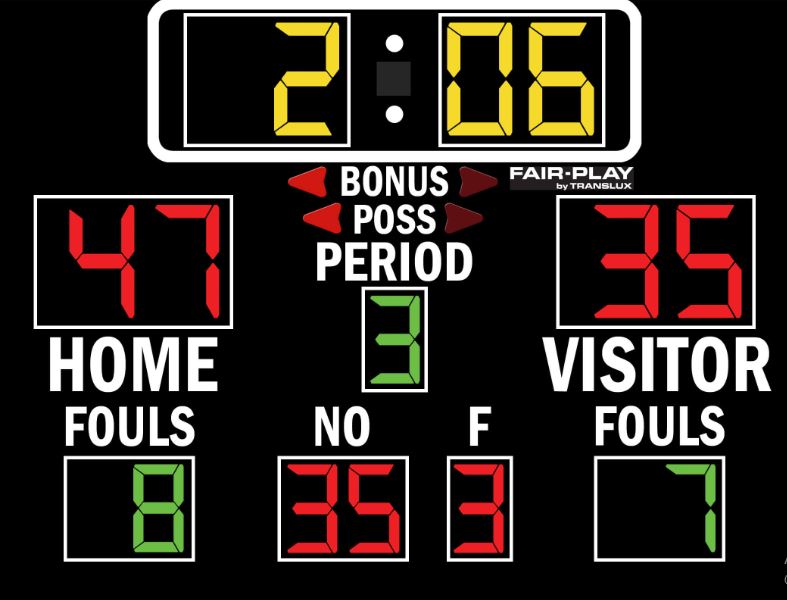 2:06
BONUS
FAIR-PLAY
by TRANSLUX
POSS
PERIOD
47
3
35
HOME
VISITOR
FOULS
NO
F
FOULS
8
35
3
7